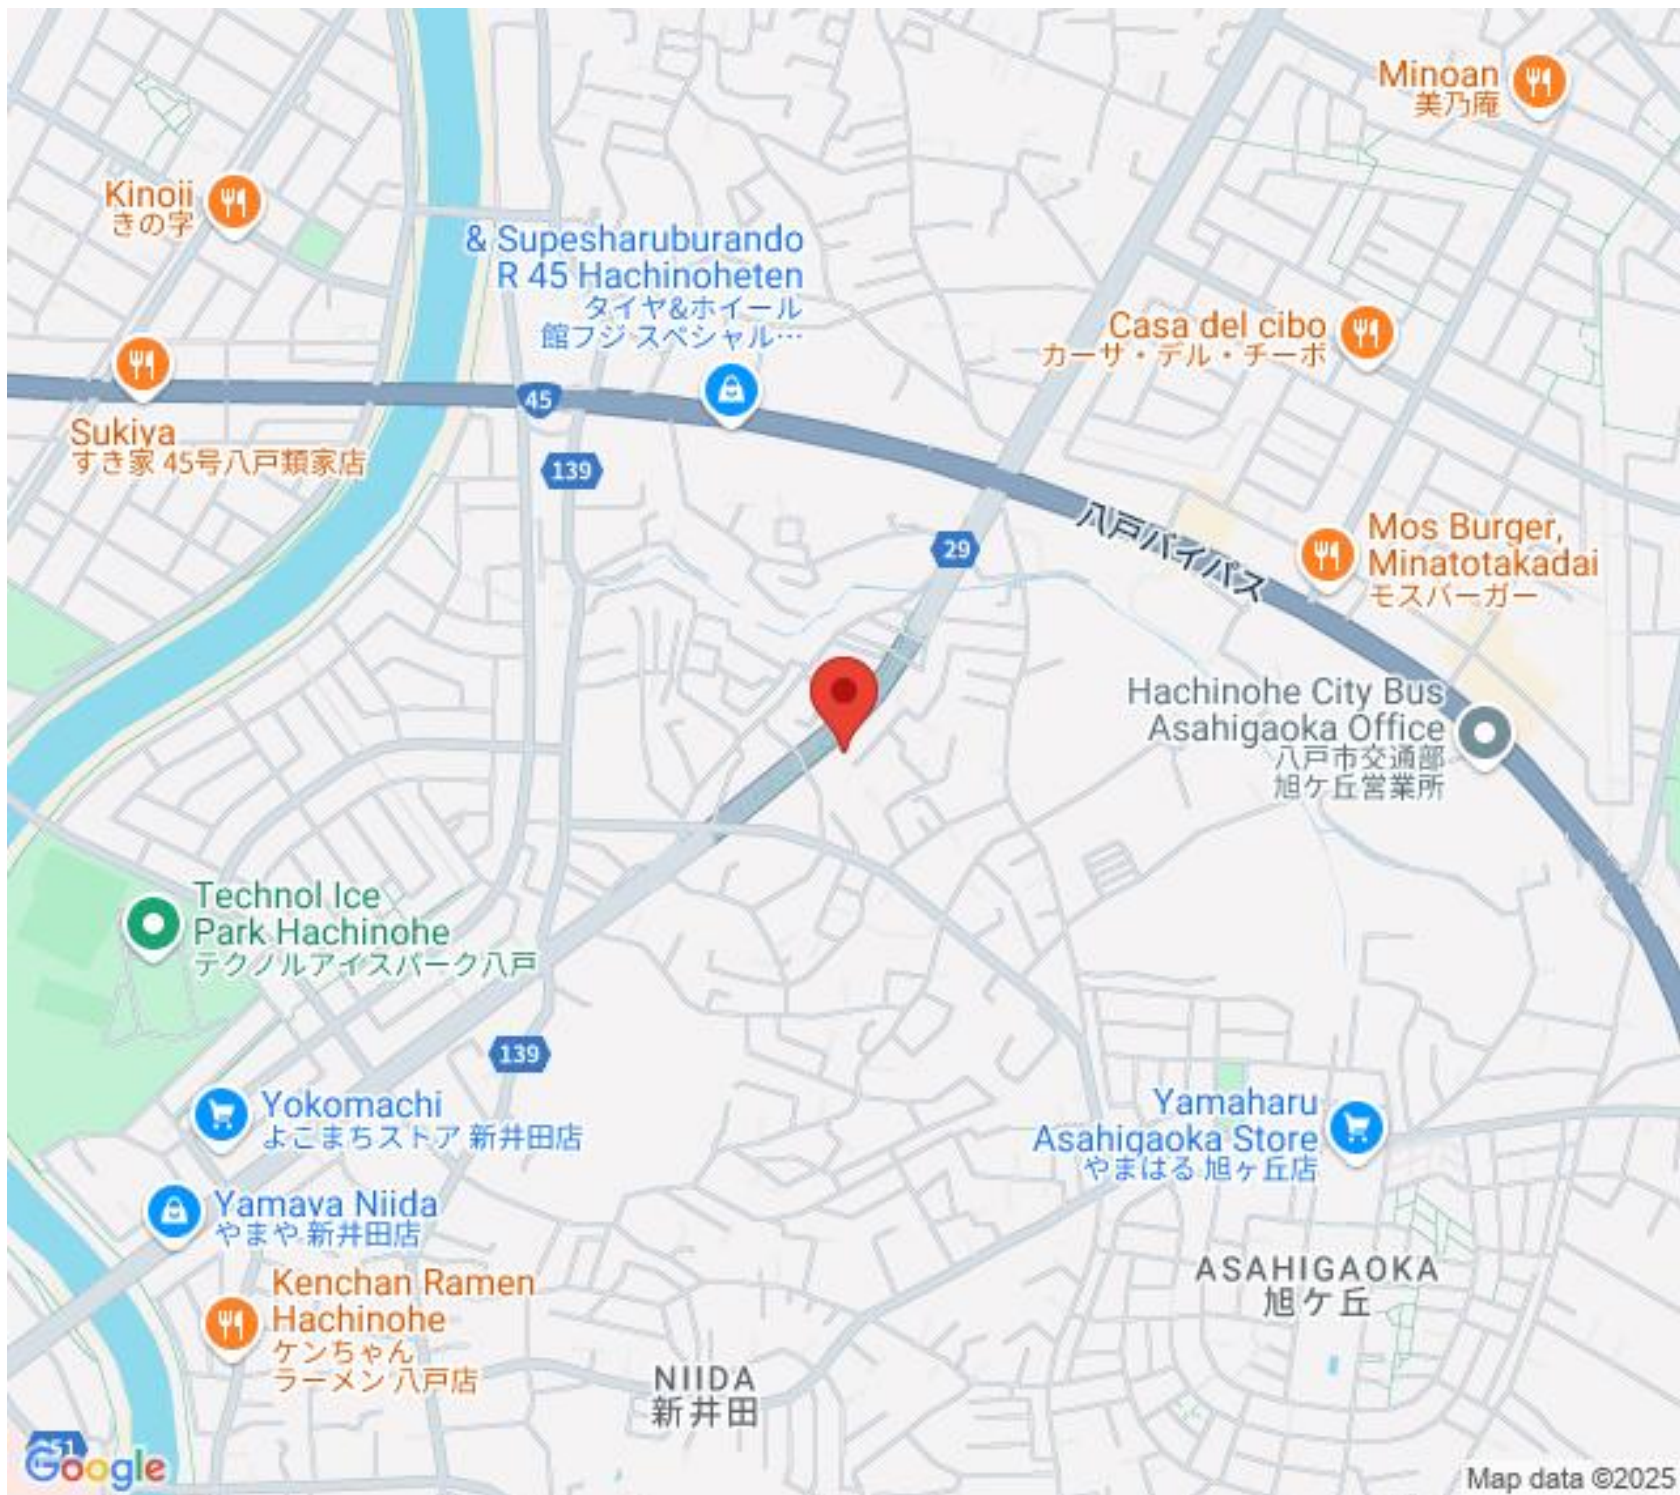 Minoan
美乃庵
Kinoii
きの字
& Supesharuburando
R 45 Hachinoheten
タイヤ&ホイール
館フジ スペシャル…
Casa del cibo
カーサ・デル・チーボ
45
Sukiya
すき家 45号八戸類家店
139
29
八戸バイパス
Mos Burger,
Minatotakadai
モスバーガー
Hachinohe City Bus
Asahigaoka Office
八戸市交通部
旭ケ丘営業所
Technol Ice
Park Hachinohe
テクノルアイスパーク八戸
139
Yokomachi
よこまちストア 新井田店
Yamaharu
Asahigaoka Store
やまはる 旭ヶ丘店
Yamava Niida
やまや 新井田店
ASAHIGAOKA
旭ケ丘
Kenchan Ramen
Hachinohe
ケンちゃん
ラーメン 八戸店
NIIDA
新井田
Google
Map data ©2025